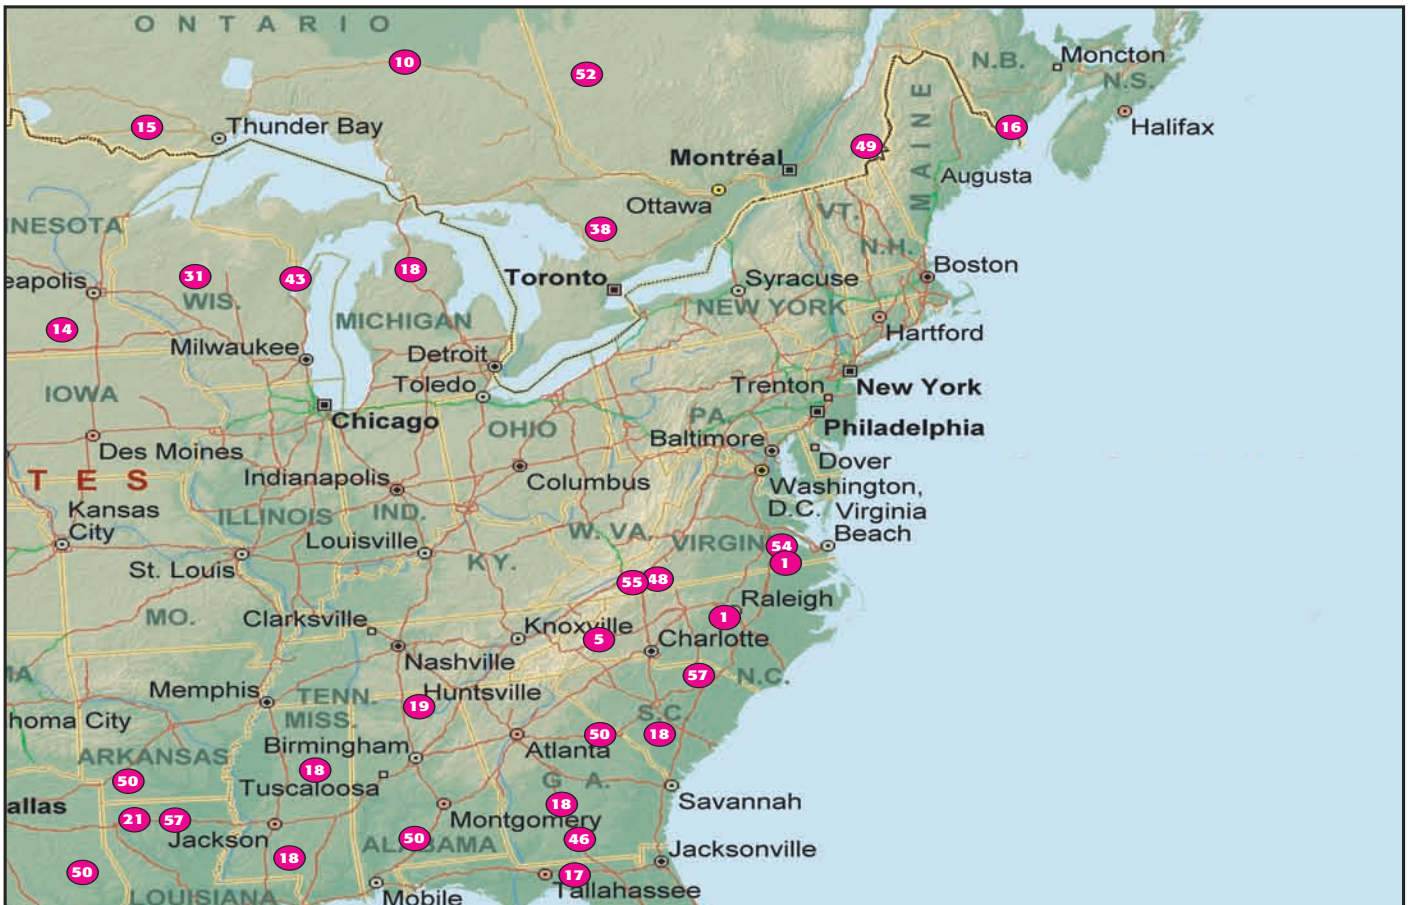 ONTARIO
10
52
N.B.
Moncton
N.S.
15
Thunder Bay
16
Halifax
49
MAINE
Montréal
Augusta
Ottawa
NESOTA
38
VT.
N.H.
31
43
18
Toronto
Syracuse
Boston
eapolis
WIS.
NEW YORK
14
MICHIGAN
Hartford
Milwaukee
Detroit
Toledo
Trenton
New York
IOWA
Chicago
OHIO
PA.
Philadelphia
Baltimore
Des Moines
Dover
TES
Indianapolis
Columbus
Washington,
D.C.
Virginia
Beach
Kansas
City
ILLINOIS
IND.
W. VA.
VIRGIN
54
1
Louisville
KY.
St. Louis
55
48
MO.
Clarksville
Raleigh
1
Knoxville
5
Charlotte
Nashville
MA
57
N.C.
Memphis
TENN.
Huntsville
19
homa City
MISS.
S.C.
Birmingham
50
18
Atlanta
ARKANSAS
50
18
Tuscaloosa
G A.
allas
18
Savannah
21
57
Montgomery
Jackson
50
ALABAMA
46
18
Jacksonville
50
17
Tallahassee
LOUISIANA
Mobile